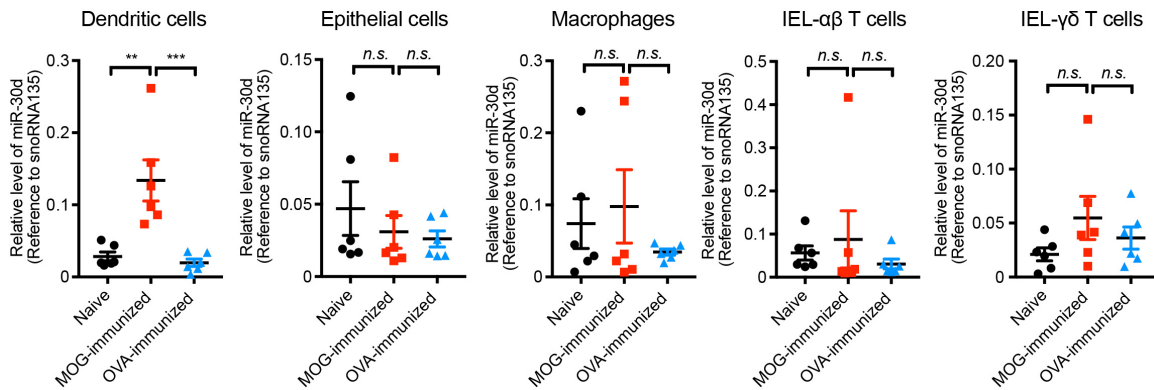 Dendritic cells
Relative level of miR-30d
(Reference to snoRNA135)
0.3
0.2
0.1
0
**
***
Naive
MOG-immunized
OVA-immunized
Epithelial cells
Relative level of miR-30d
(Reference to snoRNA135)
0.15
0.10
0.05
0
n.s.
n.s.
Naive
MOG-immunized
OVA-immunized
Macrophages
Relative level of miR-30d
(Reference to snoRNA135)
0.3
0.2
0.1
0
n.s.
n.s.
Naive
MOG-immunized
OVA-immunized
IEL-αβ T cells
Relative level of miR-30d
(Reference to snoRNA135)
0.5
0.4
0.3
0.2
0.1
0.0
n.s.
n.s.
Naive
MOG-immunized
OVA-immunized
IEL-γδ T cells
Relative level of miR-30d
(Reference to snoRNA135)
0.20
0.15
0.10
0.05
0
n.s.
n.s.
Naive
MOG-immunized
OVA-immunized